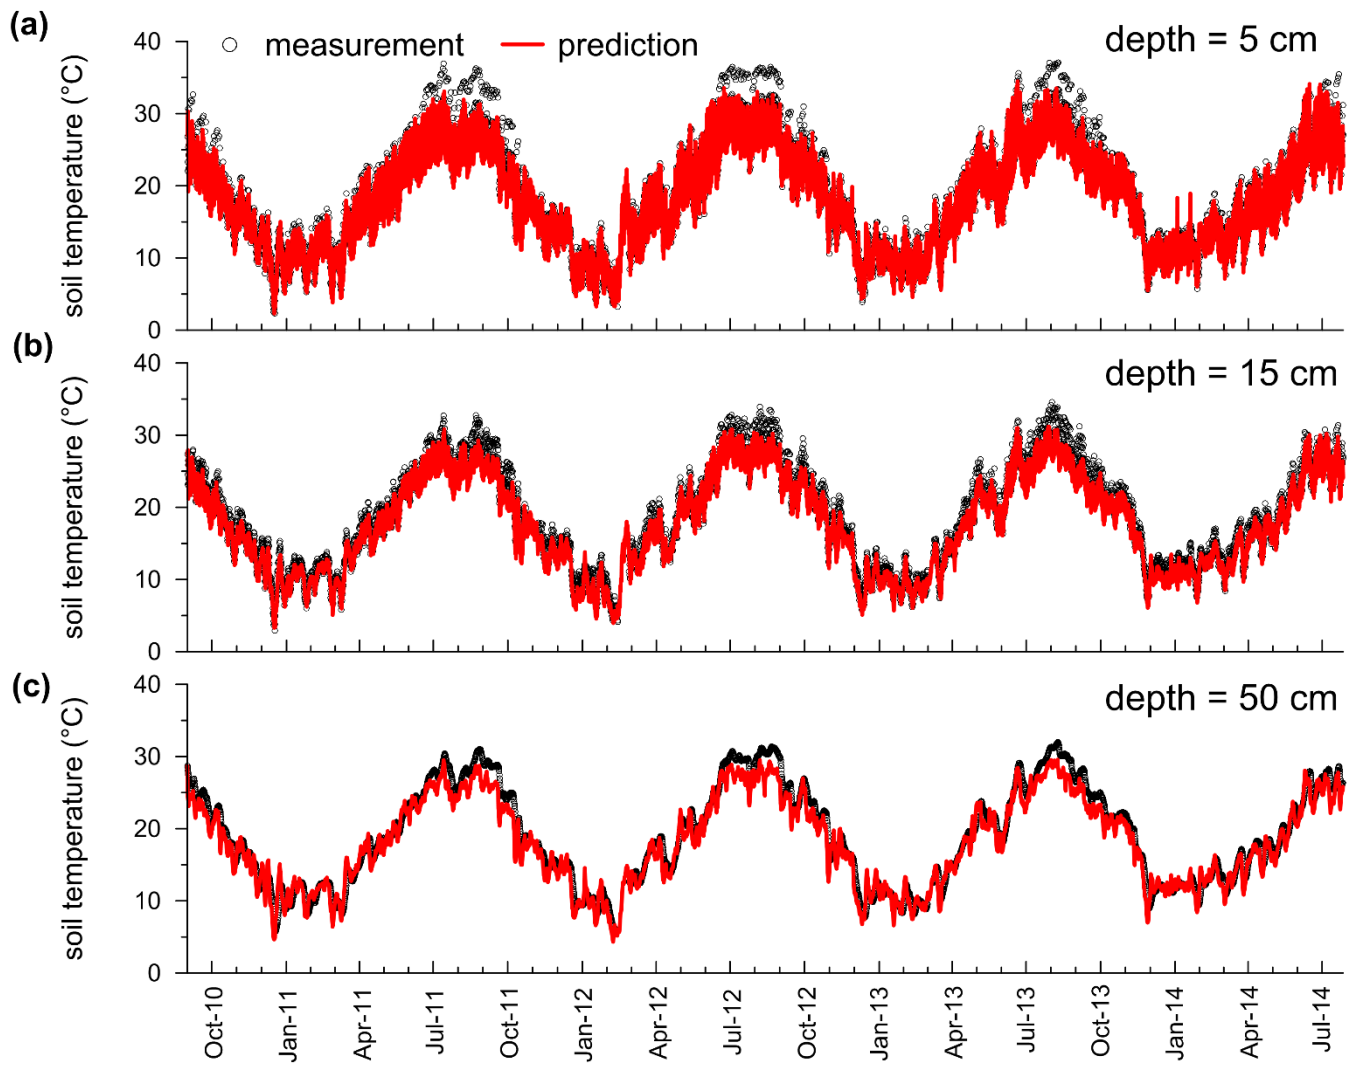 (a)
measurement prediction
depth = 5 cm
soil temperature (°C)
40
30
20
10
0
(b)
depth = 15 cm
soil temperature (°C)
40
30
20
10
0
(c)
depth = 50 cm
soil temperature (°C)
40
30
20
10
0
Oct-10 Jan-11 Apr-11 Jul-11 Oct-11 Jan-12 Apr-12 Jul-12 Oct-12 Jan-13 Apr-13 Jul-13 Oct-13 Jan-14 Apr-14 Jul-14